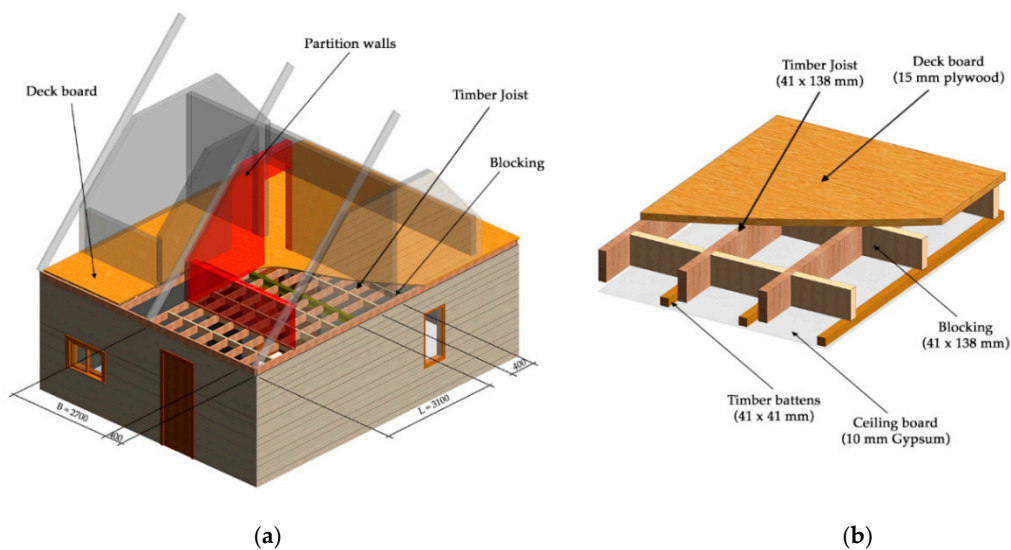 Partition walls
Deck board
Timber Joist
Blocking
B = 2700
400
L = 3100
400
(a)
Timber Joist
(41 x 138 mm)
Deck board
(15 mm plywood)
Blocking
(41 x 138 mm)
Timber battens
(41 x 41 mm)
Ceiling board
(10 mm Gypsum)
(b)